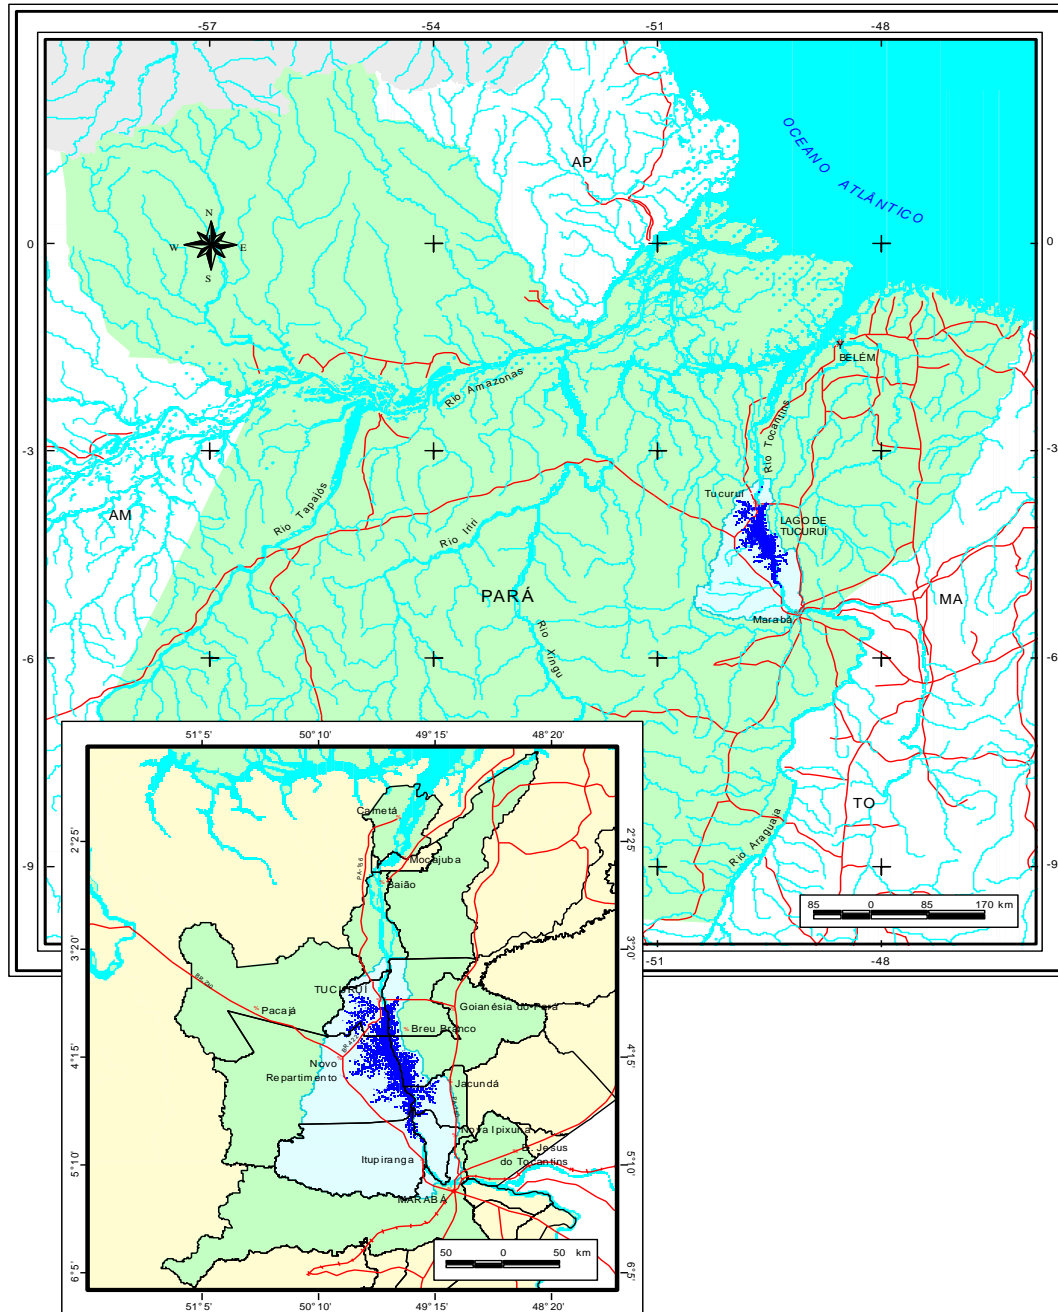 -57 -54 -51 -48
OCEANO ATLÂNTICO
AP
N
W E
S
0 0
BELÉM
Rio Amazonas
Rio Tocantins
-3 -3
Tucuruí
AM
Rio Tapajós
LAGO DE
TUCURUÍ
Rio Iriri
PARÁ
MA
Marabá
Rio Xingu
-6 -6
TO
Rio Araguaia
-9 -9
85 0 85 170 km
-51 -48
51°5' 50°10' 49°15' 48°20'
Cametá
2°25' 2°25'
Mocajuba
PA-156
Baião
3°20' 3°20'
TUCURUÍ
Pacajá
Goianésia do Pará
Breu Branco
4°15' 4°15'
Novo
Repartimento
Jacundá
Nova Ipixuna
B. Jesus
do Tocantins
Itupiranga
5°10' 5°10'
MARABÁ
50 0 50 km
6°5' 6°5'
51°5' 50°10' 49°15' 48°20'